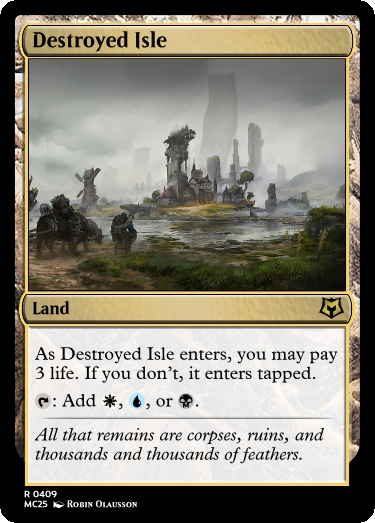 Destroyed Isle
Land
As Destroyed Isle enters, you may pay
3 life. If you don't, it enters tapped.
: Add , , or .
All that remains are corpses, ruins, and
thousands and thousands of feathers.
R 0409
MC25 Robin Olausson